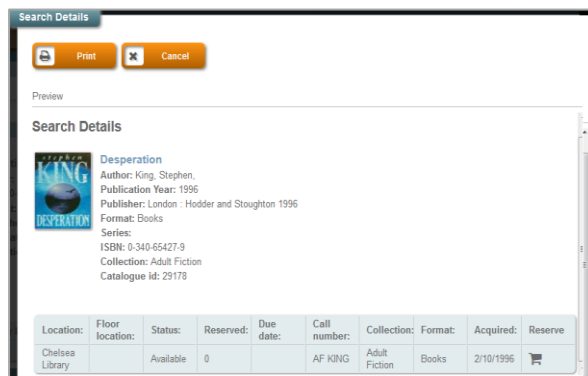 Search Details
Print
Cancel
Preview
Search Details
stephen
KING
DESPERATION
Desperation
Author: King, Stephen,
Publication Year: 1996
Publisher: London : Hodder and Stoughton 1996
Format: Books
Series:
ISBN: 0-340-65427-9
Collection: Adult Fiction
Catalogue id: 29178
Location: Floor location: Status: Reserved: Due date: Call number: Collection: Format: Acquired: Reserve
Chelsea Library Available 0 AF KING Adult Fiction Books 2/10/1996